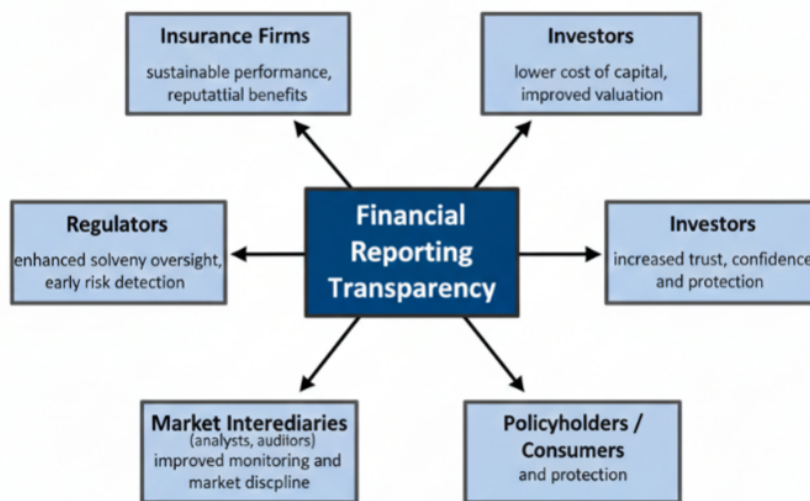 Insurance Firms
sustainable performance,
reputattial benefits
Investors
lower cost of capital,
improved valuation
Regulators
enhanced solveny oversight,
early risk detection
Financial
Reporting
Transparency
Investors
increased trust, confidence
and protection
Market Interediaries
(analysts, auditors)
improved monitoring and
market discpline
Policyholders /
Consumers
and protection